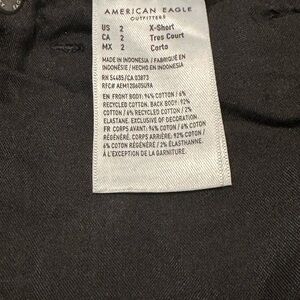 AMERICAN EAGLE
OUTFITTERS
US 2 X-Short
CA 2 Tres Court
MX 2 Corto
MADE IN INDONESIA / FABRIQUÉ EN
INDONÉSIE / HECHO EN INDONESIA
RN 54485/CA 03873
RFC# AEM120605U9A
EN FRONT BODY: 94% COTTON / 6%
RECYCLED COTTON. BACK BODY: 92%
COTTON / 6% RECYCLED COTTON / 2%
ELASTANE. EXCLUSIVE OF DECORATION.
FR CORPS AVANT: 94% COTON / 6%
COTON RÉGÉNÉRÉ / CORPS ARRIÈRE: 92% COTON /
6% COTON RÉGÉNÉRÉ / 2% ÉLASTHANNE.
À L'EXCEPTION DE LA GARNITURE.